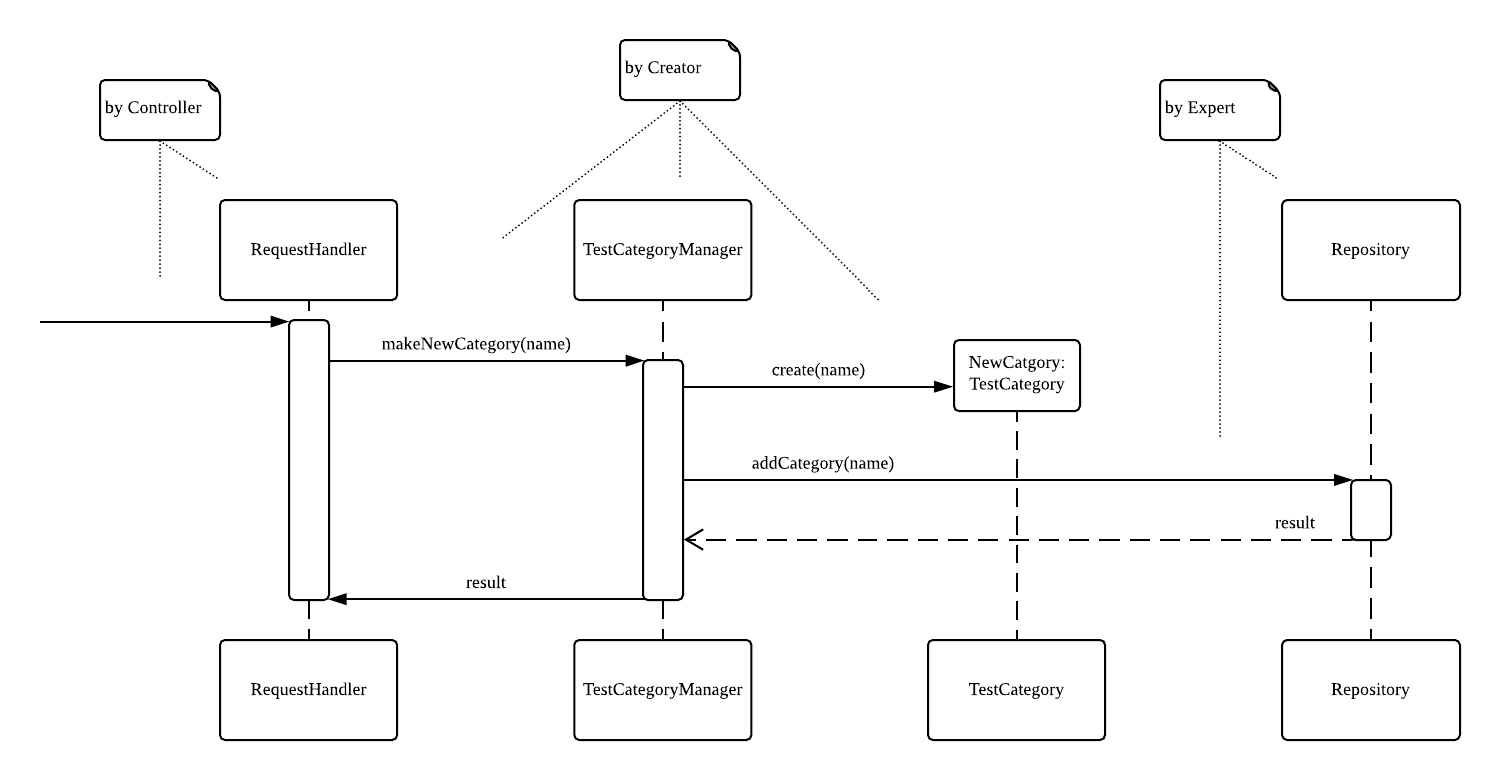 by Creator
by Controller
by Expert
RequestHandler
TestCategoryManager
Repository
makeNewCategory(name)
create(name)
NewCatgory:
TestCategory
addCategory(name)
result
result
RequestHandler
TestCategoryManager
TestCategory
Repository